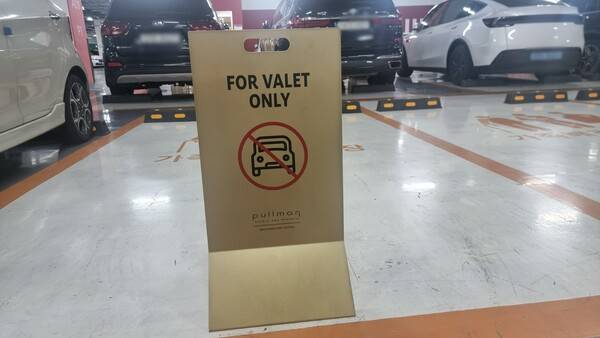 FOR VALET
ONLY
pullman